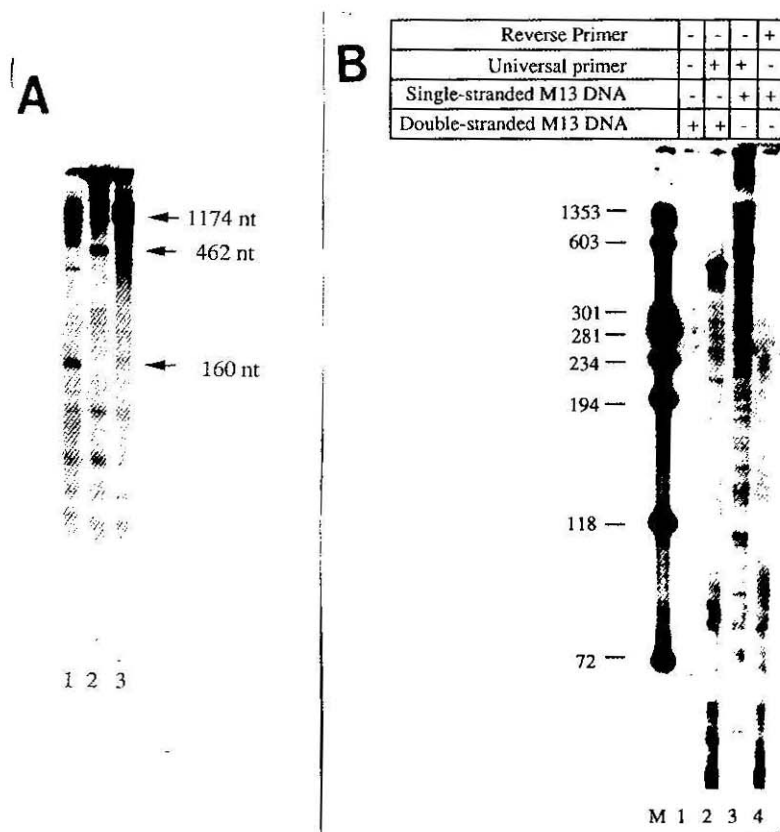 A
1174 nt
462 nt
160 nt
1 2 3
B
Reverse Primer - - - +
Universal primer - + + -
Single-stranded M13 DNA - - + +
Double-stranded M13 DNA + + - -
1353
603
301
281
234
194
118
72
M 1 2 3 4